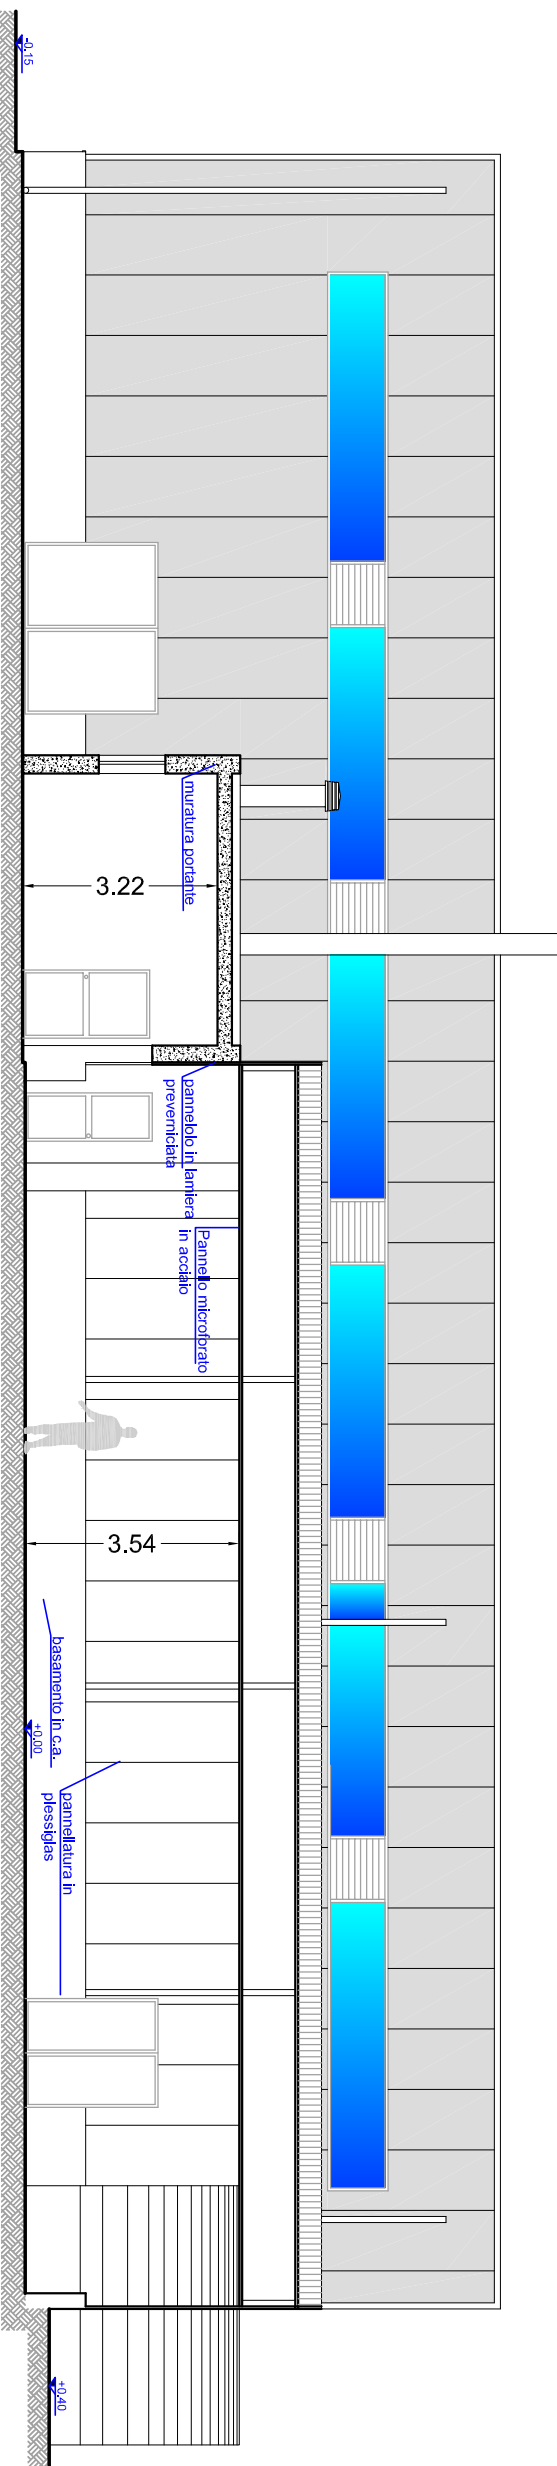 -0.15
muratura portante
3.22
pannelolo in lamiera
preverniciata
Pannello microforato
in acciaio
3.54
basamento in c.a.
+0.00
pannellatura in
plessiglas
+0.40